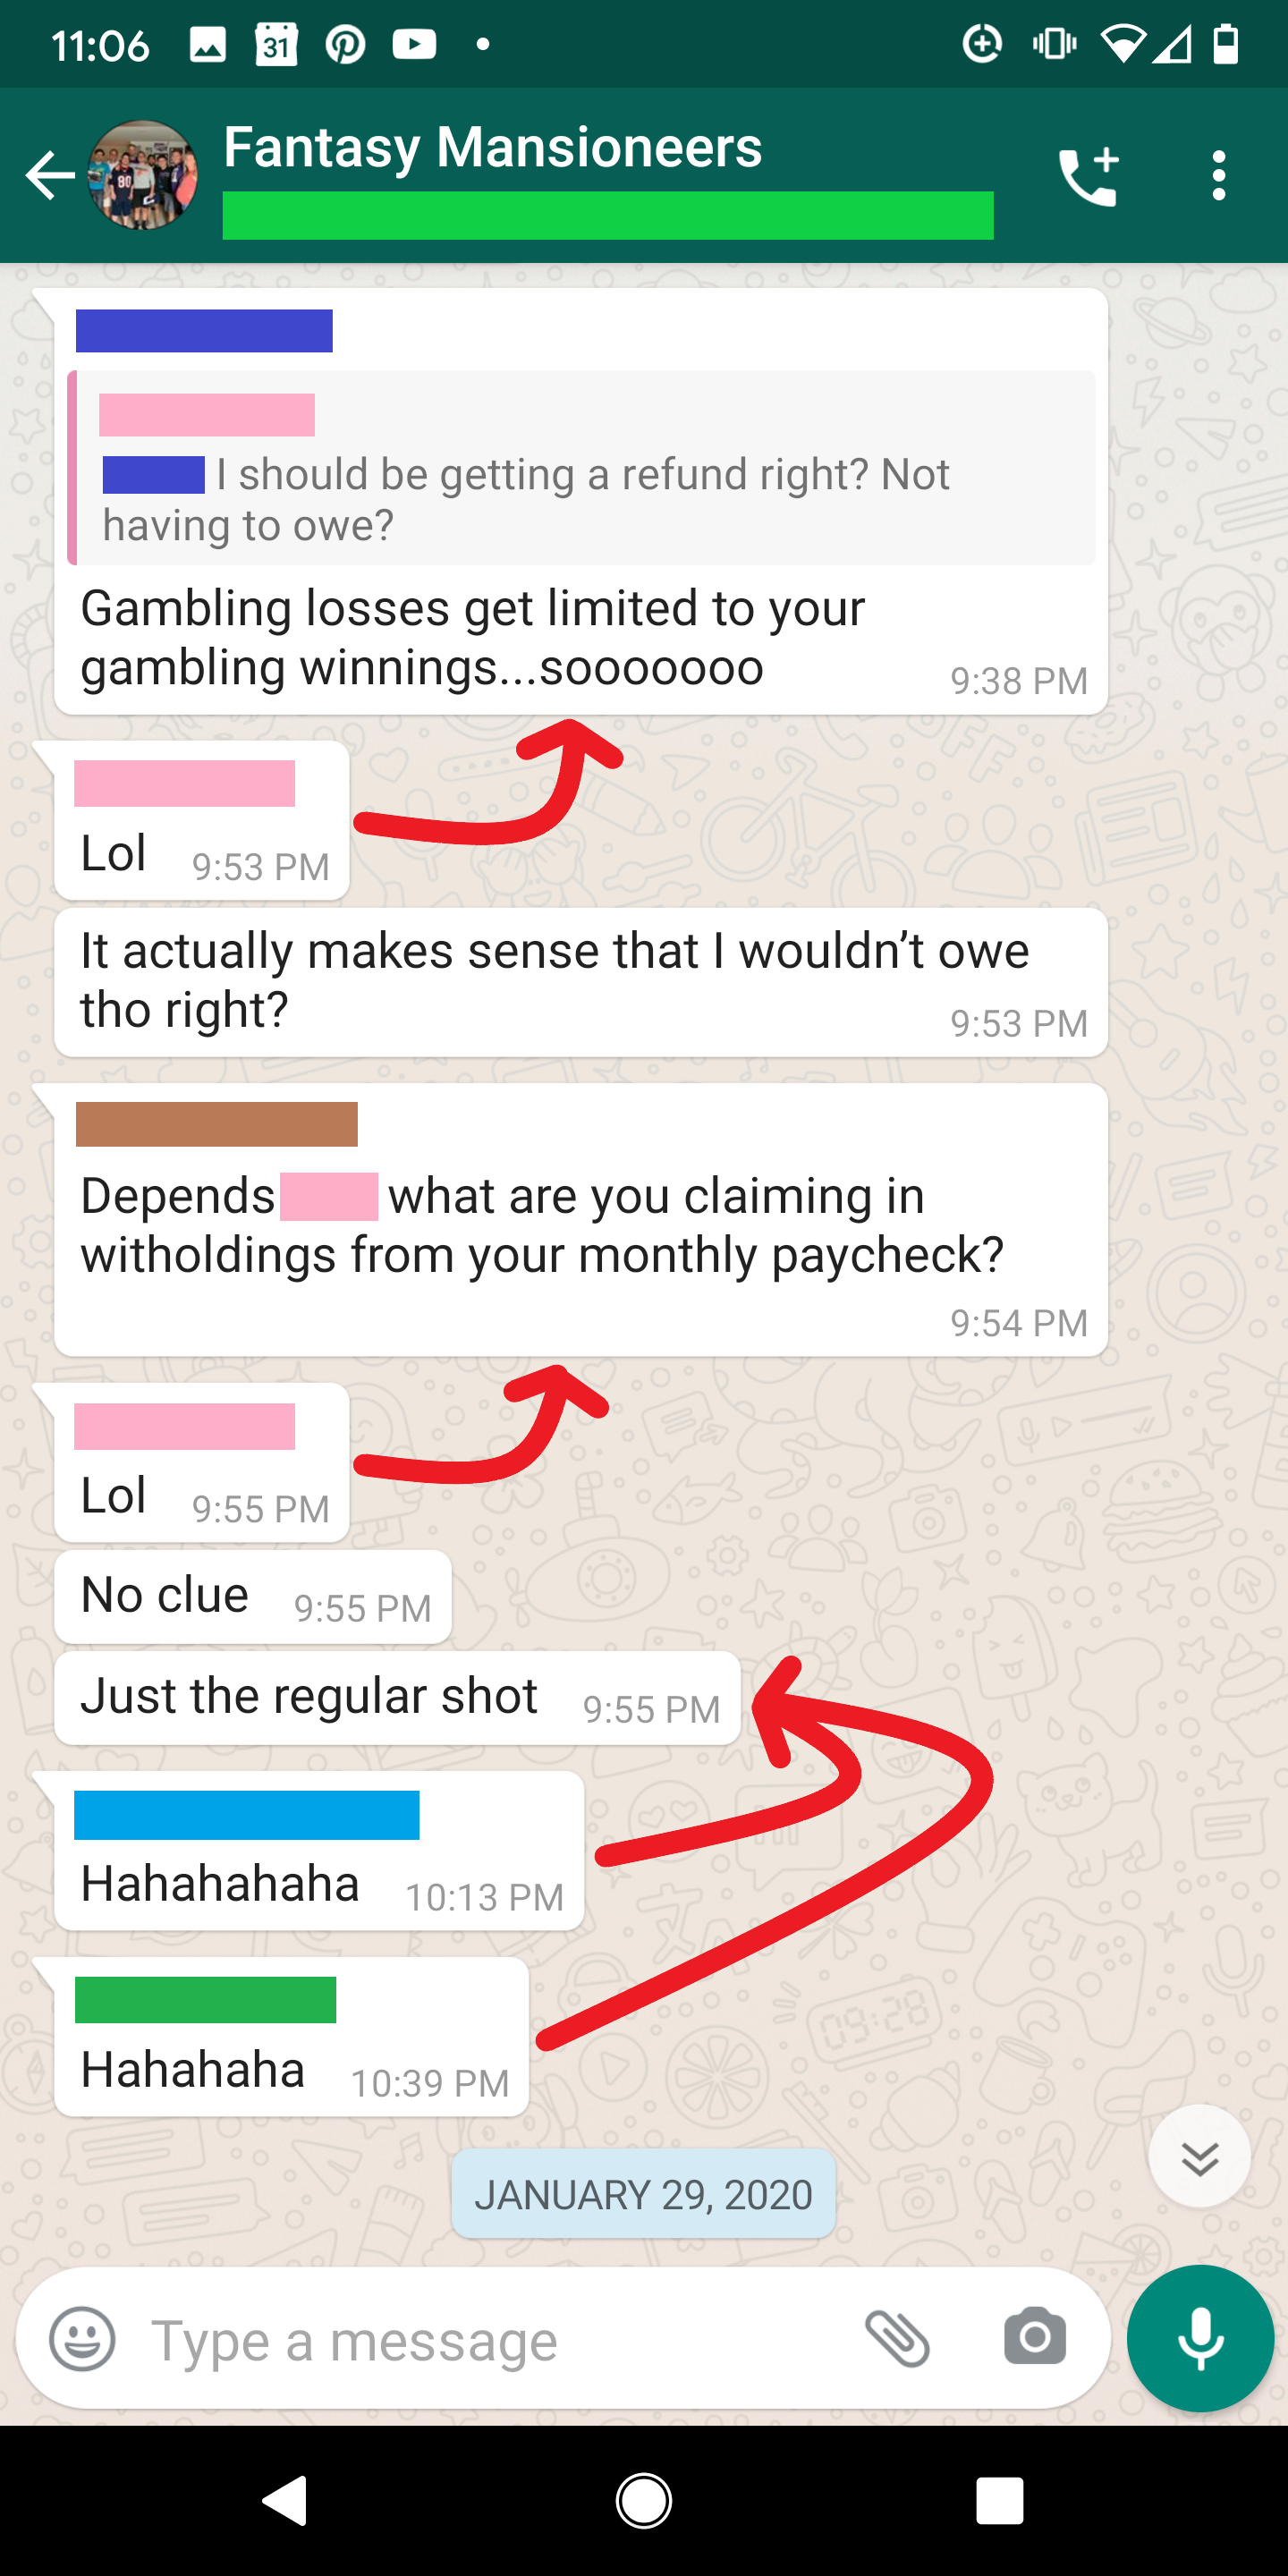 11:06
31
Fantasy Mansioneers
80
I should be getting a refund right? Not
having to owe?
Gambling losses get limited to your
gambling winnings...sooooooo
9:38 PM
Lol
9:53 PM
It actually makes sense that I wouldn't owe
tho right?
9:53 PM
Depends what are you claiming in
witholdings from your monthly paycheck?
9:54 PM
Lol
9:55 PM
No clue
9:55 PM
Just the regular shot
9:55 PM
Hahahahaha
10:13 PM
09:28
Hahahaha
10:39 PM
JANUARY 29, 2020
Type a message